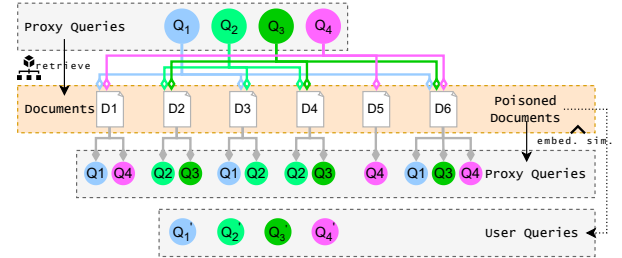 Proxy Queries Q1 Q2 Q3 Q4
retrieve
Documents D1 D2 D3 D4 D5 D6 Poisoned Documents
embed. sim.
Q1 Q4 Q2 Q3 Q1 Q2 Q2 Q3 Q4 Q1 Q3 Q4 Proxy Queries
Q1' Q2' Q3' Q4' User Queries